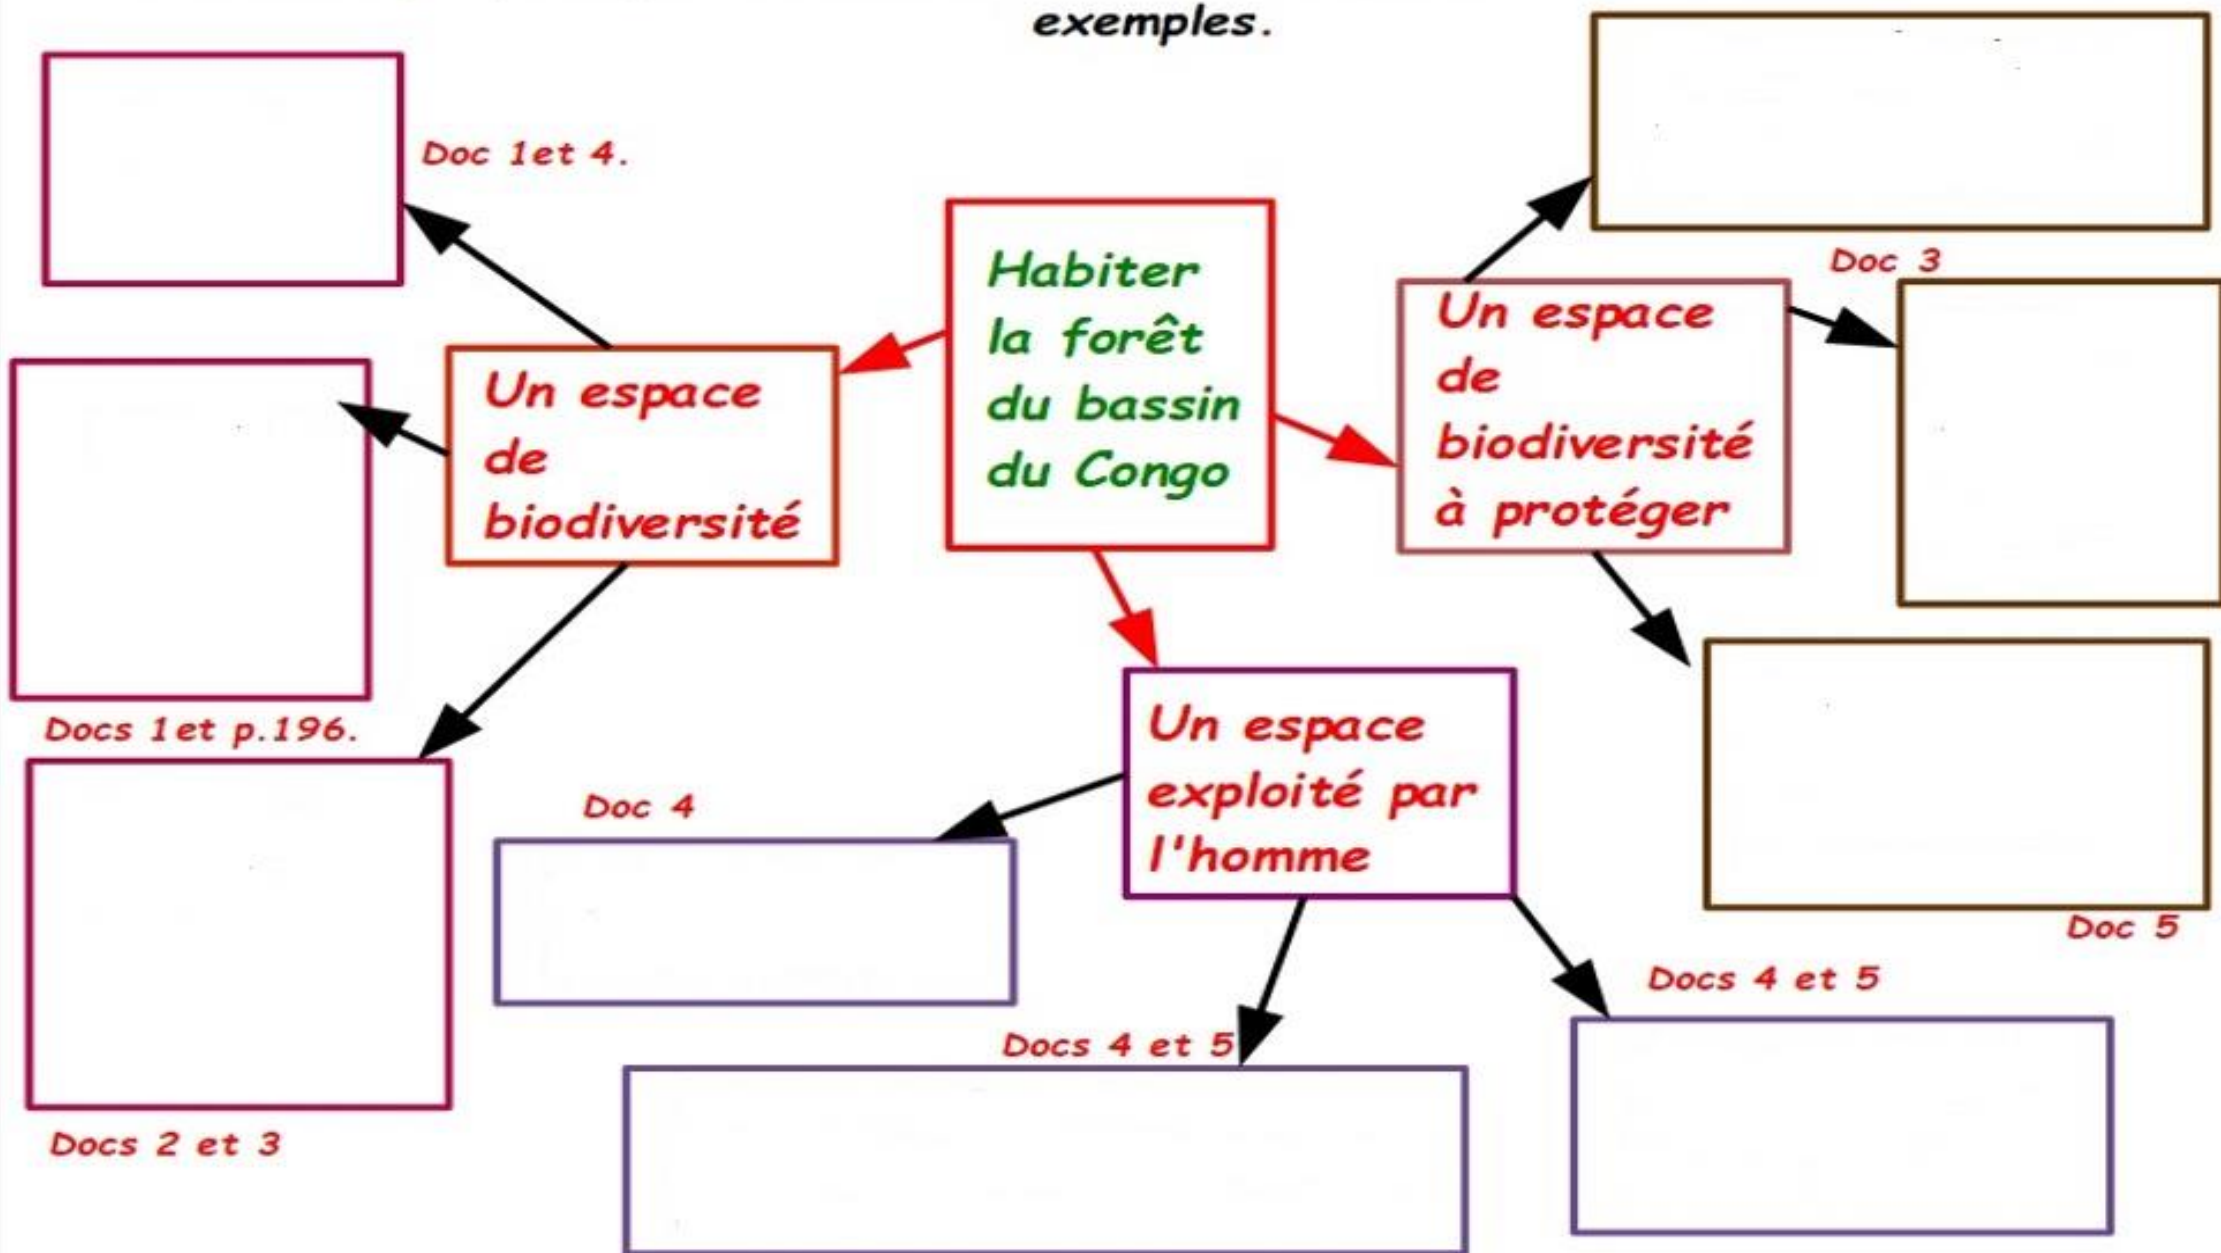 exemples.
Doc 1et 4.
Habiter
la forêt
du bassin
du Congo
Doc 3
Un espace
de
biodiversité
à protéger
Un espace
de
biodiversité
Docs 1et p.196.
Un espace
exploité par
l'homme
Doc 4
Doc 5
Docs 4 et 5
Docs 4 et 5
Docs 2 et 3